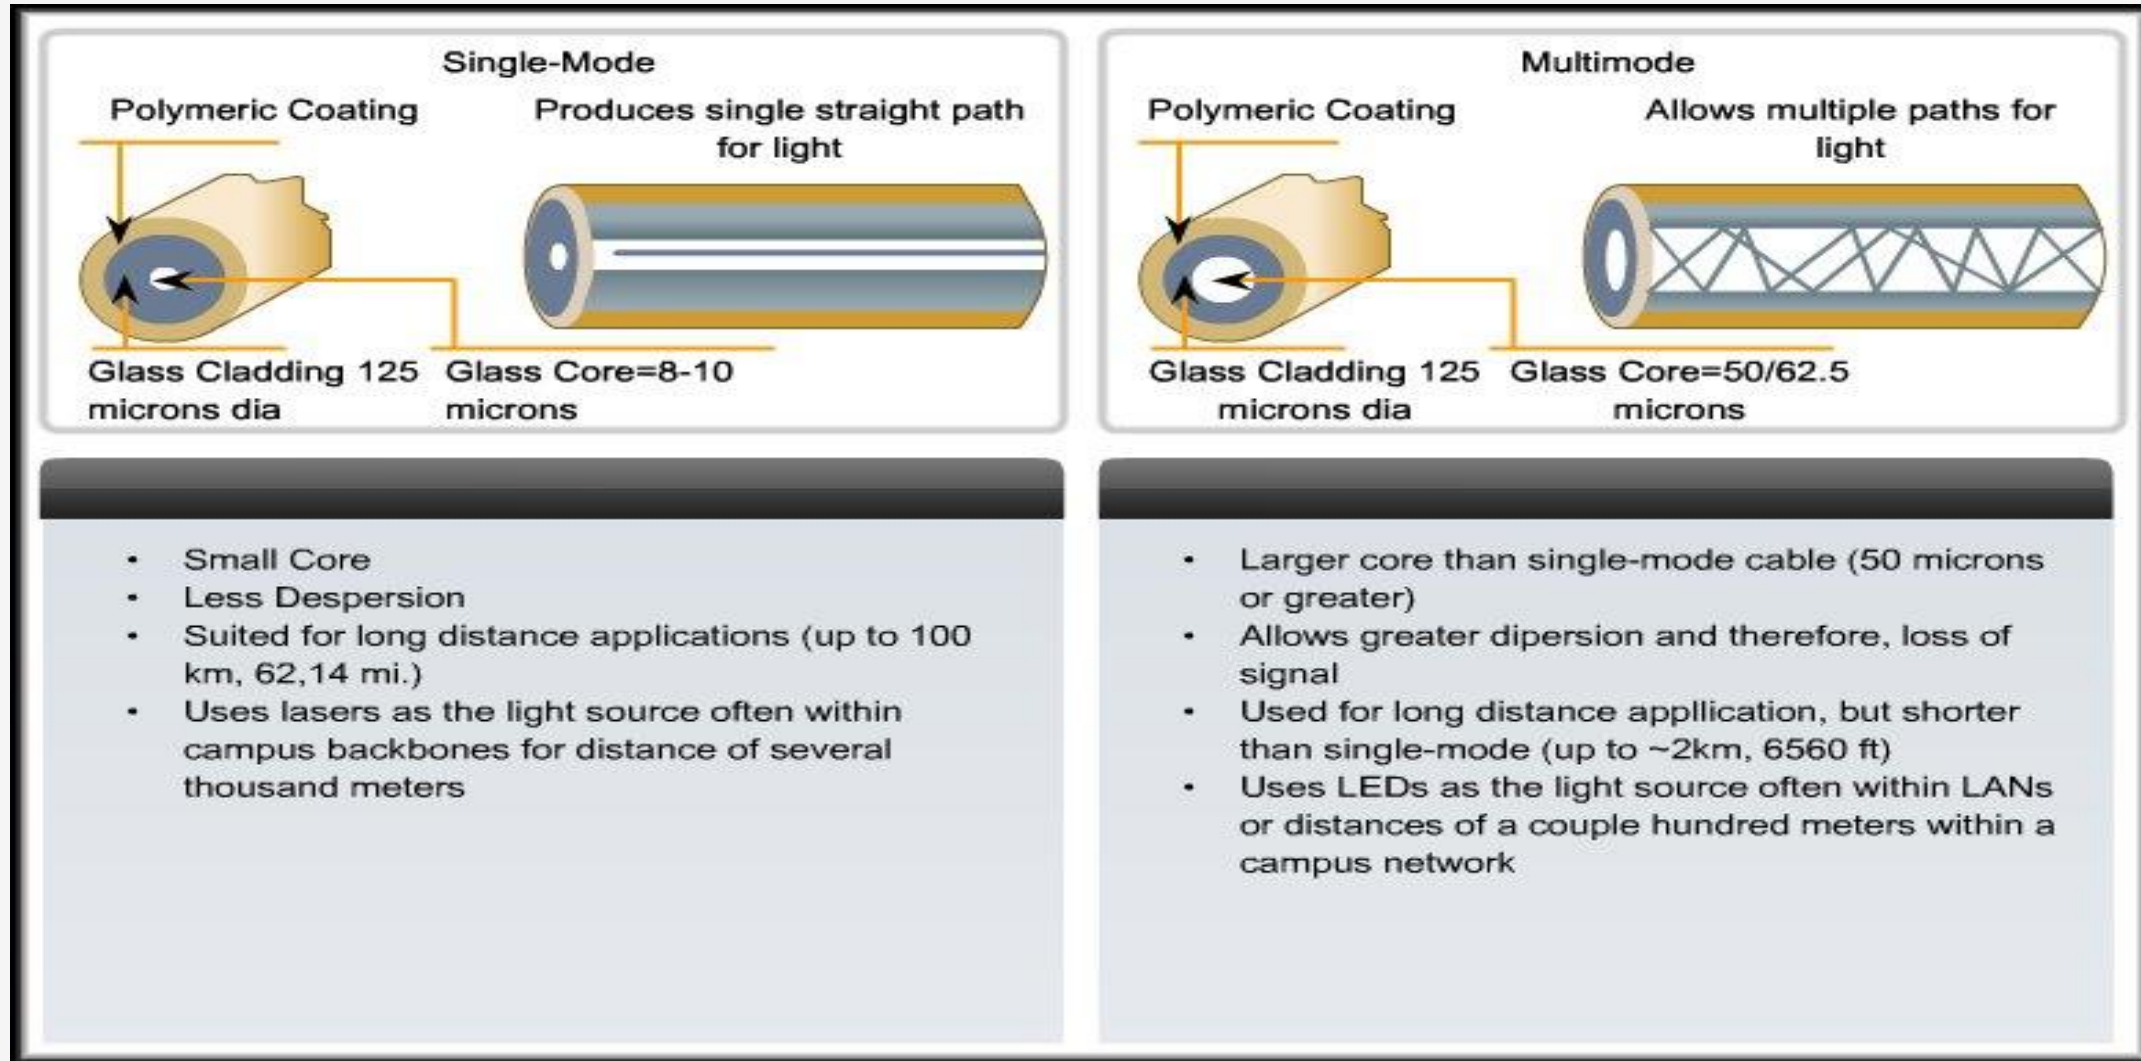 Single-Mode
Polymeric Coating
Produces single straight path
for light
Glass Cladding 125
microns dia
Glass Core=8-10
microns
Multimode
Polymeric Coating
Allows multiple paths for
light
Glass Cladding 125
microns dia
Glass Core=50/62.5
microns
• Small Core
• Less Despersion
• Suited for long distance applications (up to 100
km, 62,14 mi.)
• Uses lasers as the light source often within
campus backbones for distance of several
thousand meters
• Larger core than single-mode cable (50 microns
or greater)
• Allows greater dipersion and therefore, loss of
signal
• Used for long distance appllication, but shorter
than single-mode (up to ~2km, 6560 ft)
• Uses LEDs as the light source often within LANs
or distances of a couple hundred meters within a
campus network